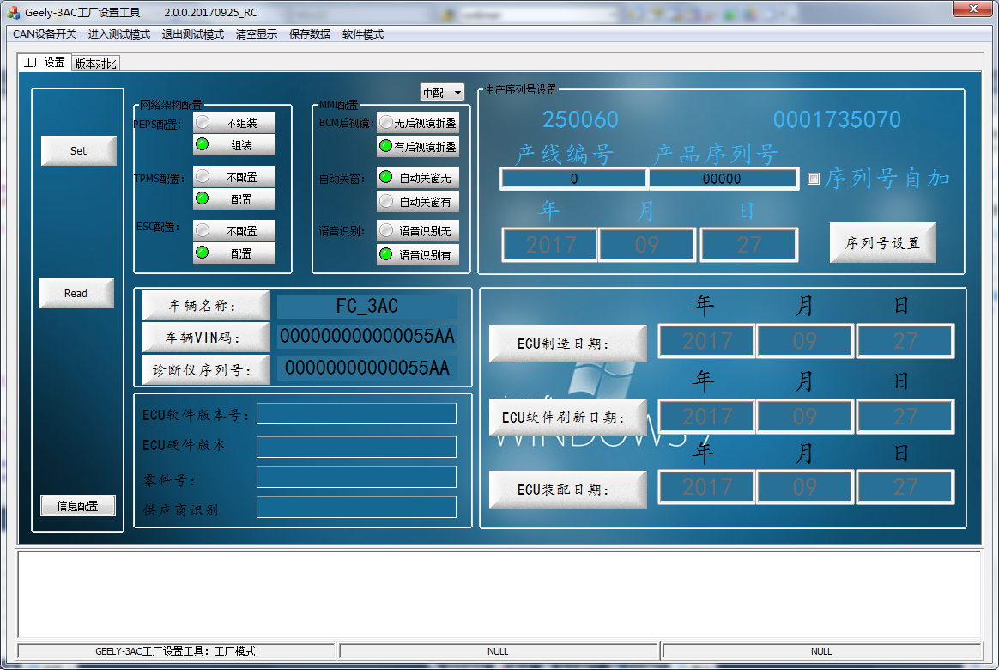 Geely-3AC工厂设置工具 2.0.0.20170925_RC
CAN设备开关 进入测试模式 退出测试模式 清空显示 保存数据 软件模式
工厂设置 版本对比
Set
Read
信息配置
网络架构配置
PEPS配置:
不组装
组装
TPMS配置:
不配置
配置
ESC配置:
不配置
配置
中配
MMI配置
BCM后视镜:
无后视镜折叠
有后视镜折叠
自动关窗:
自动关窗无
自动关窗有
语音识别:
语音识别无
语音识别有
生产序列号设置
250060 0001735070
产线编号 产品序列号
0 00000 序列号自加
年 月 日
2017 09 27
序列号设置
车辆名称: FC_3AC
车辆VIN码: 000000000000055AA
诊断仪序列号: 00000000000055AA
ECU软件版本号:
ECU硬件版本
零件号:
供应商识别
年 月 日
ECU制造日期: 2017 09 27
年 月 日
ECU软件刷新日期: 2017 09 27
年 月 日
ECU装配日期: 2017 09 27
GEELY-3AC工厂设置工具: 工厂模式 NULL NULL